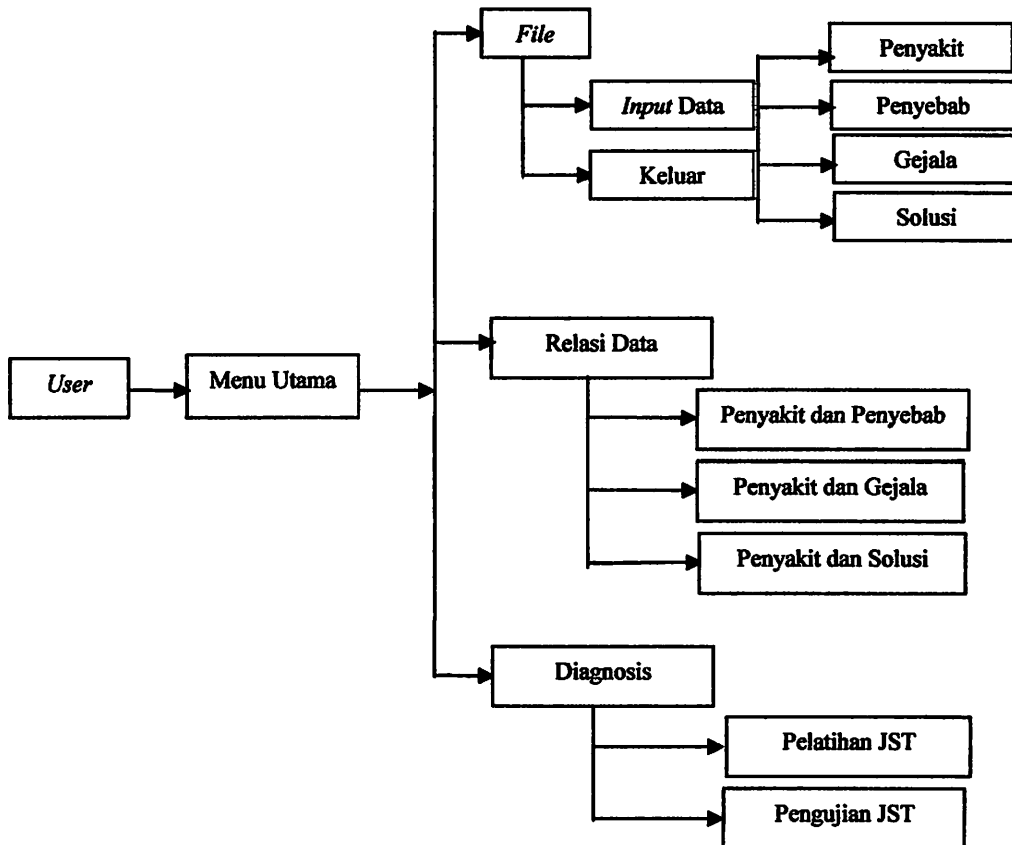 File
Input Data
Keluar
Penyakit
Penyebab
Gejala
Solusi
User
Menu Utama
Relasi Data
Penyakit dan Penyebab
Penyakit dan Gejala
Penyakit dan Solusi
Diagnosis
Pelatihan JST
Pengujian JST